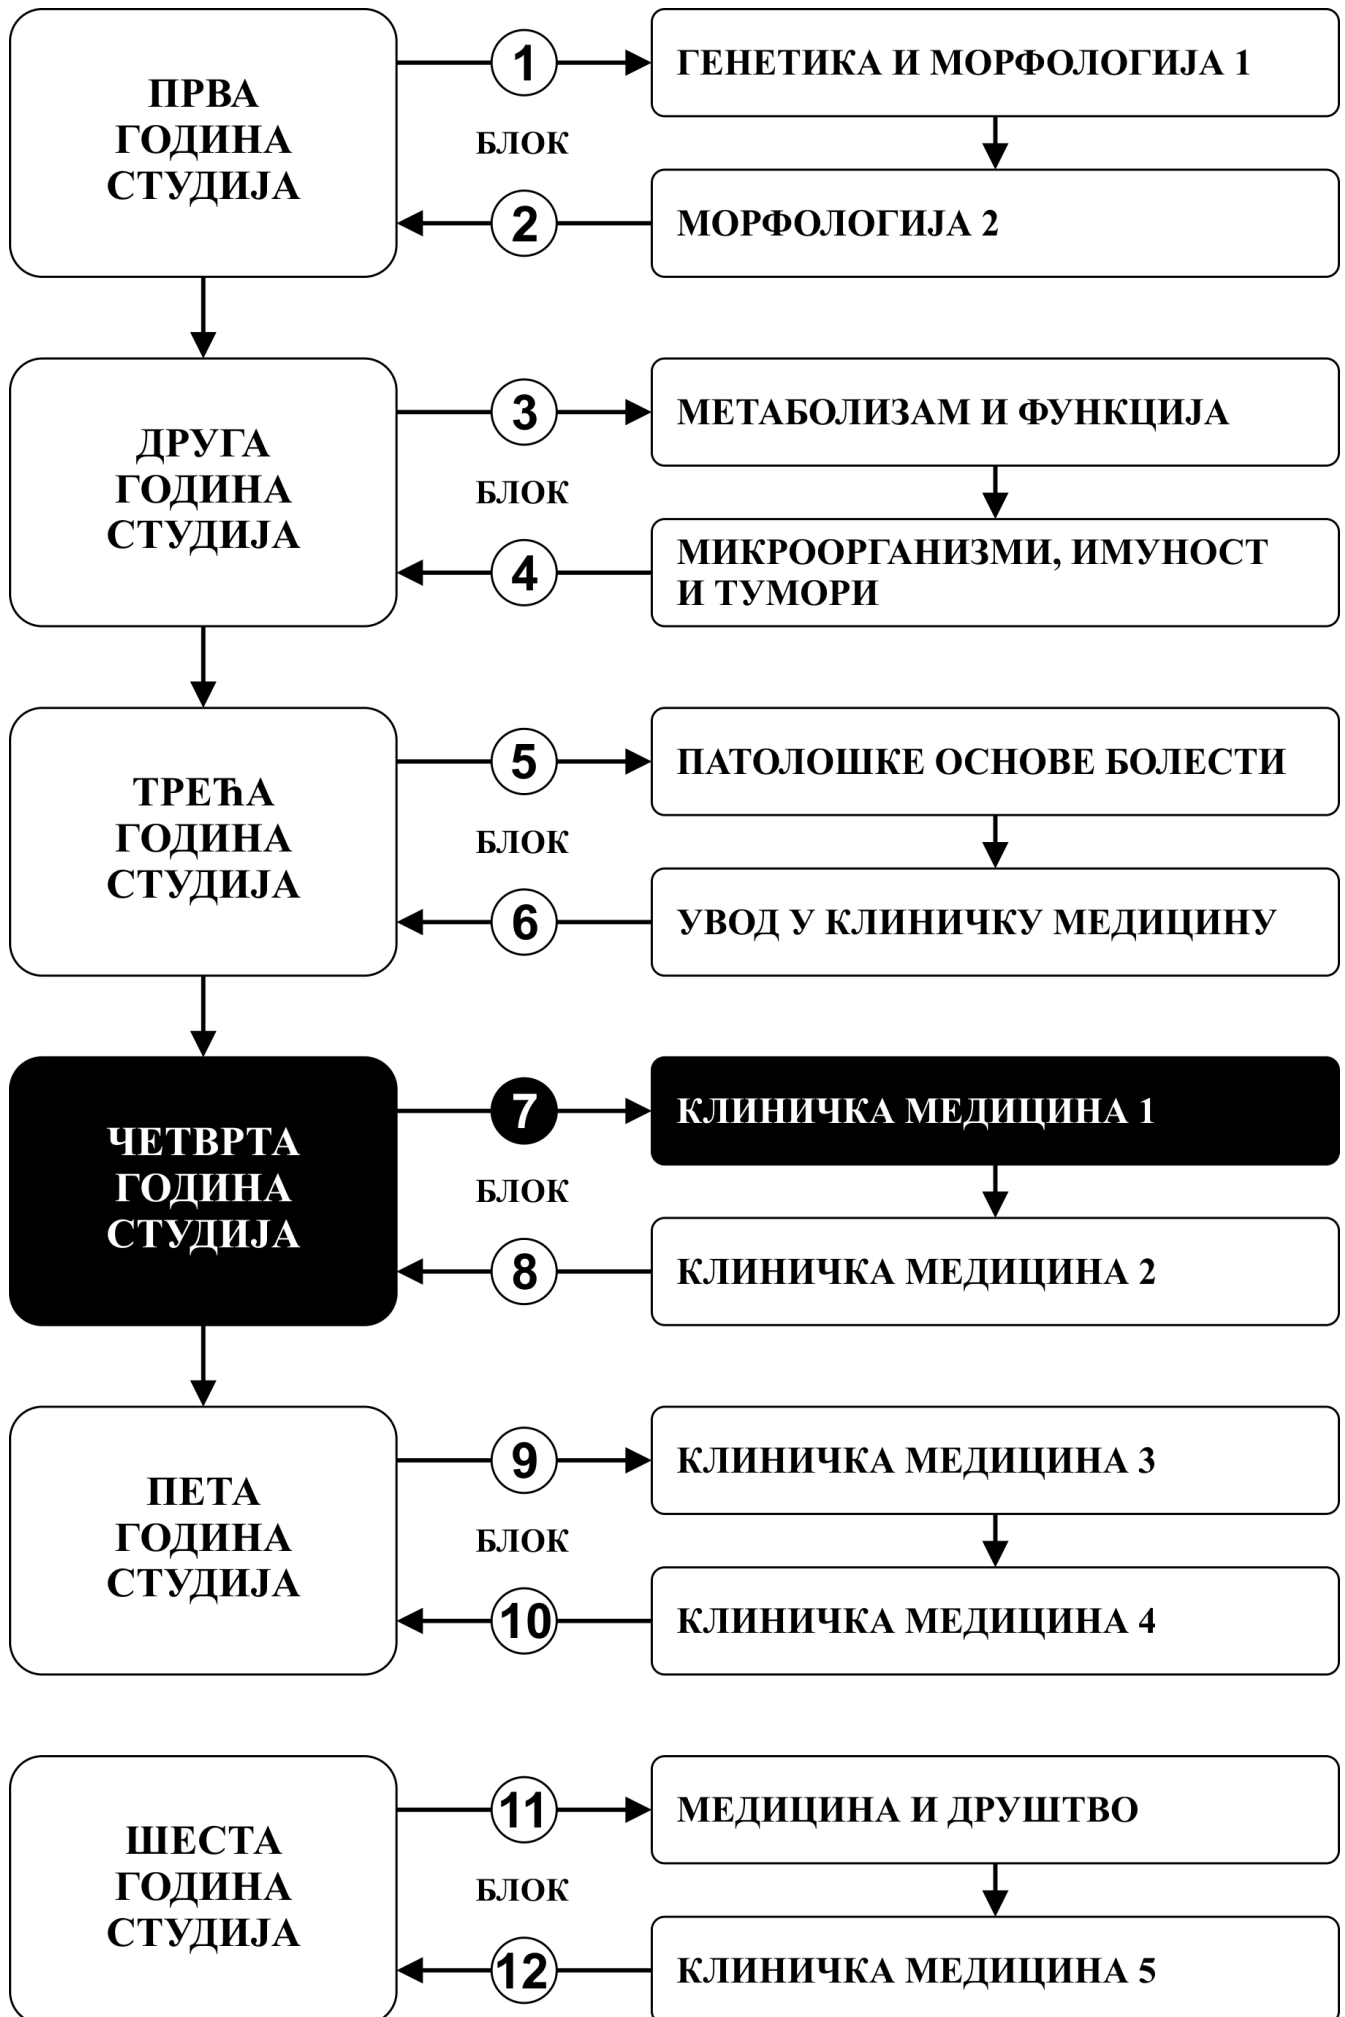 ПРВА
ГОДИНА
СТУДИЈА
1
БЛОК
2
ГЕНЕТИКА И МОРФОЛОГИЈА 1
МОРФОЛОГИЈА 2
ДРУГА
ГОДИНА
СТУДИЈА
3
БЛОК
4
МЕТАБОЛИЗАМ И ФУНКЦИЈА
МИКРООРГАНИЗМИ, ИМУНОСТ
И ТУМОРИ
ТРЕЋА
ГОДИНА
СТУДИЈА
5
БЛОК
6
ПАТОЛОШКЕ ОСНОВЕ БОЛЕСТИ
УВОД У КЛИНИЧКУ МЕДИЦИНУ
ЧЕТВРТА
ГОДИНА
СТУДИЈА
7
БЛОК
8
КЛИНИЧКА МЕДИЦИНА 1
КЛИНИЧКА МЕДИЦИНА 2
ПЕТА
ГОДИНА
СТУДИЈА
9
БЛОК
10
КЛИНИЧКА МЕДИЦИНА 3
КЛИНИЧКА МЕДИЦИНА 4
ШЕСТА
ГОДИНА
СТУДИЈА
11
БЛОК
12
МЕДИЦИНА И ДРУШТВО
КЛИНИЧКА МЕДИЦИНА 5